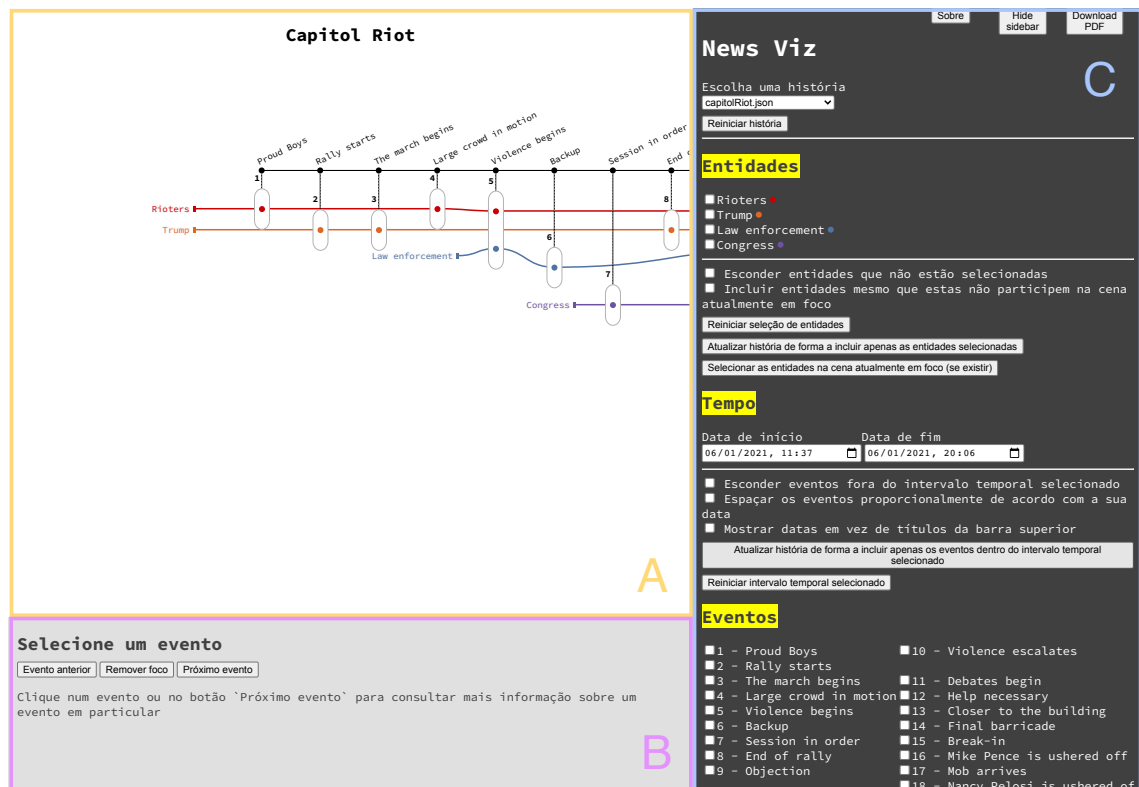 Capitol Riot
Proud Boys
Rally starts
The march begins
Large crowd in motion
Violence begins
Backup
Session in order
End o
1
2
3
4
5
6
7
8
Rioters
Trump
Law enforcement
Congress
A
Selecione um evento
Evento anterior Remover foco Próximo evento
Clique num evento ou no botão `Próximo evento` para consultar mais informação sobre um
evento em particular
B
Sobre Hide sidebar Download PDF
News Viz
C
Escolha uma história
capitolRiot.json
Reiniciar história
Entidades
Rioters
Trump
Law enforcement
Congress
Esconder entidades que não estão selecionadas
Incluir entidades mesmo que estas não participem na cena
atualmente em foco
Reiniciar seleção de entidades
Atualizar história de forma a incluir apenas as entidades selecionadas
Selecionar as entidades na cena atualmente em foco (se existir)
Tempo
Data de início Data de fim
06/01/2021, 11:37 06/01/2021, 20:06
Esconder eventos fora do intervalo temporal selecionado
Espaçar os eventos proporcionalmente de acordo com a sua
data
Mostrar datas em vez de títulos da barra superior
Atualizar história de forma a incluir apenas os eventos dentro do intervalo temporal
selecionado
Reiniciar intervalo temporal selecionado
Eventos
1 - Proud Boys
2 - Rally starts
3 - The march begins
4 - Large crowd in motion
5 - Violence begins
6 - Backup
7 - Session in order
8 - End of rally
9 - Objection
10 - Violence escalates
11 - Debates begin
12 - Help necessary
13 - Closer to the building
14 - Final barricade
15 - Break-in
16 - Mike Pence is ushered off
17 - Mob arrives
18 - Nancy Pelosi is ushered of